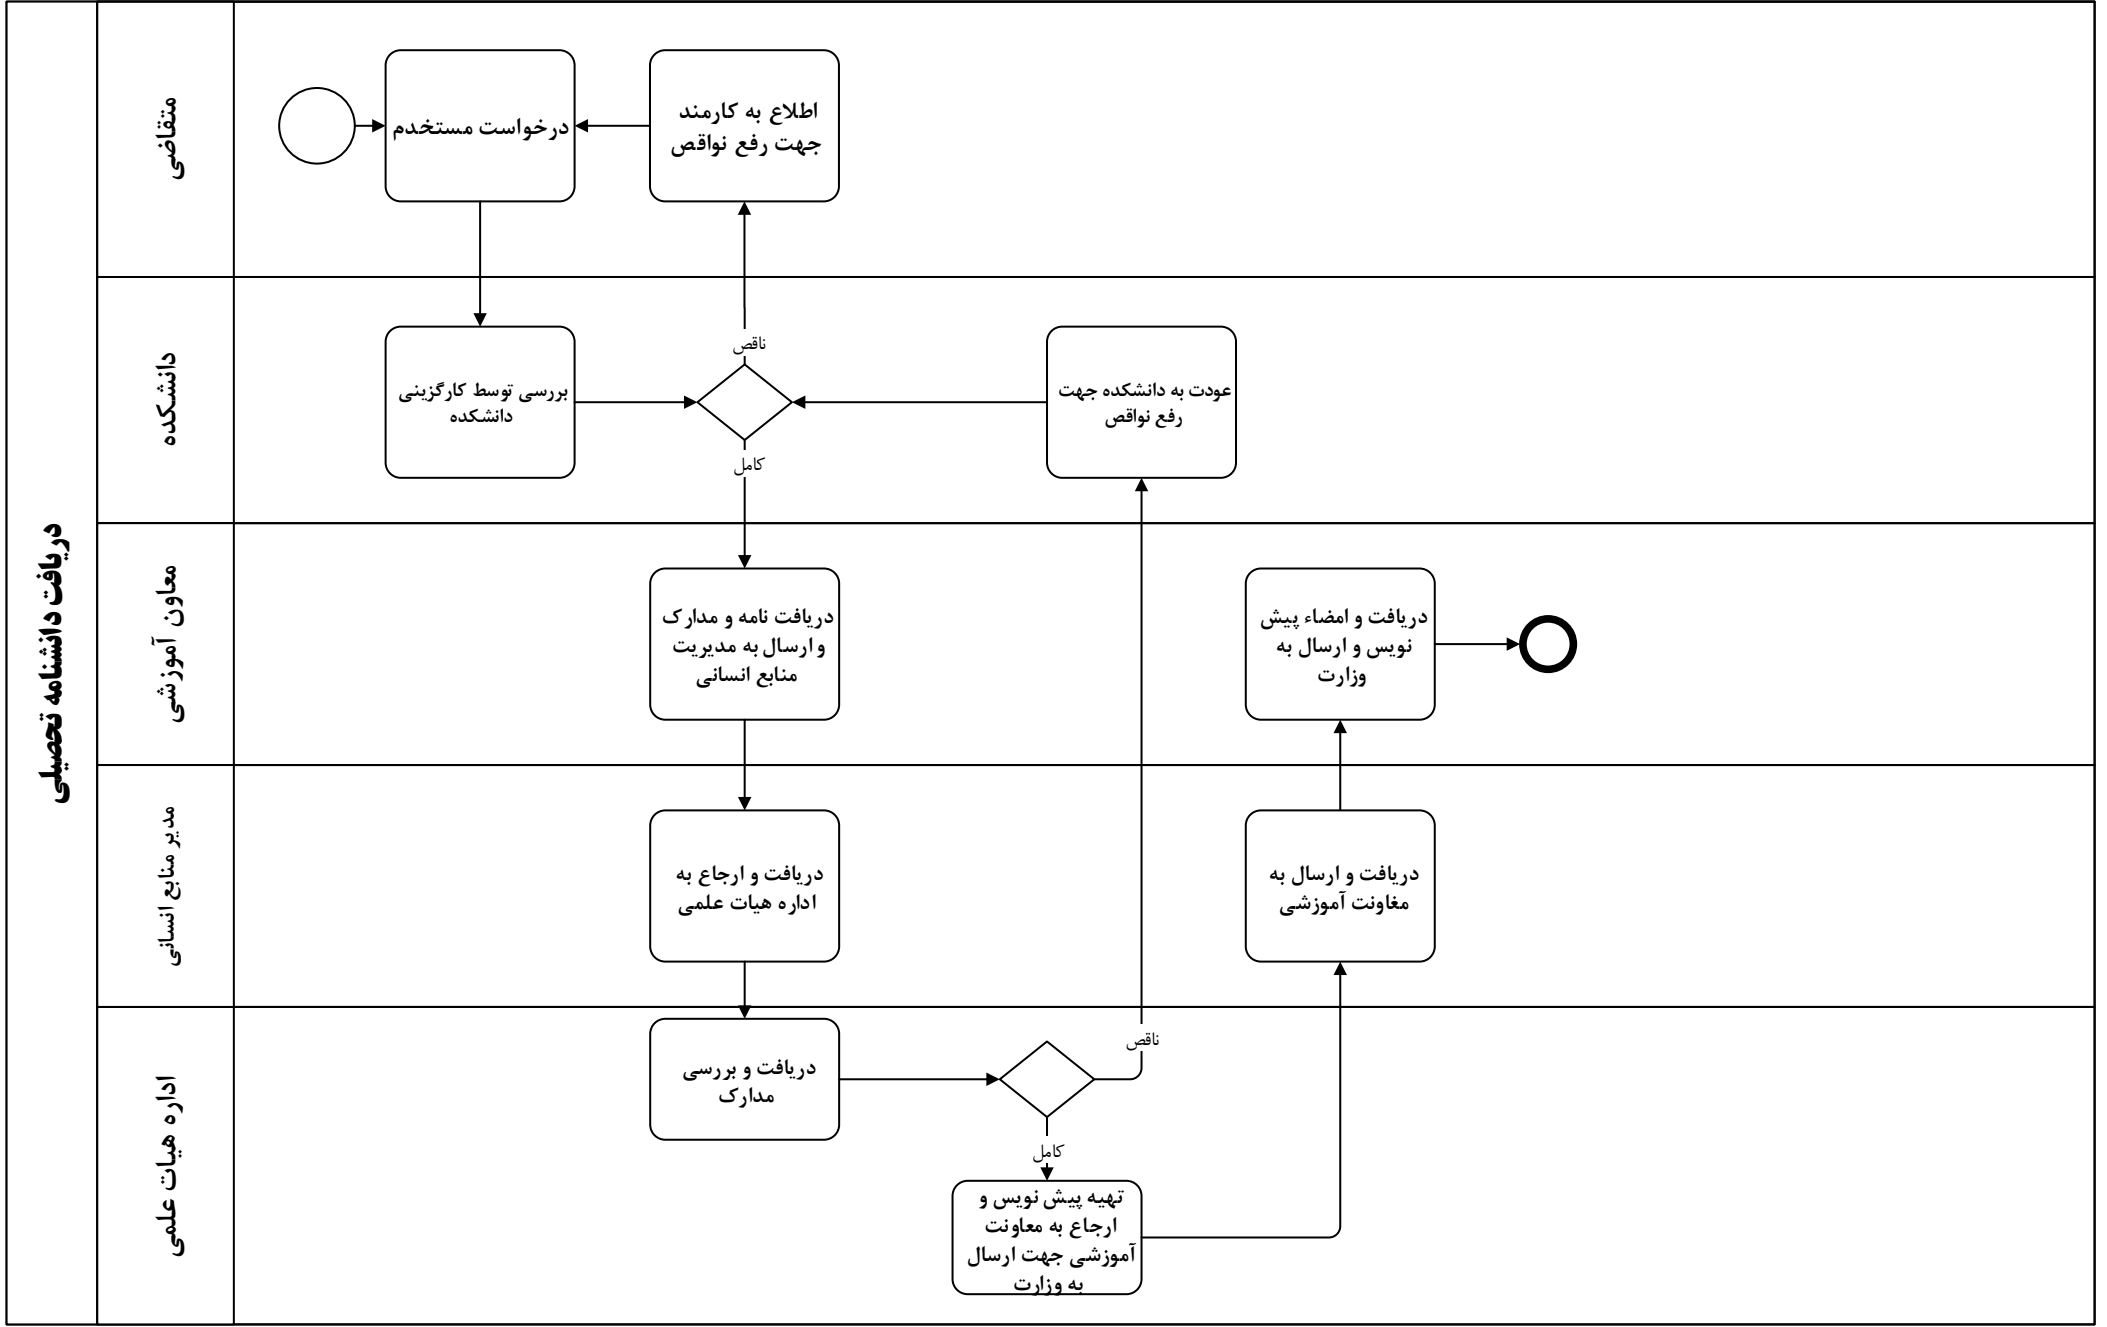 دریافت دانشنامه تحصیلی
متقاضی
درخواست مستخدم
اطلاع به کارمند
جهت رفع نواقص
دانشکده
بررسی توسط کارگزینی
دانشکده
ناقص
کامل
عودت به دانشکده جهت
رفع نواقص
معاون آموزشی
دریافت نامه و مدارک
و ارسال به مدیریت
منابع انسانی
دریافت و امضاء پیش
نویس و ارسال به
وزارت
مدیر منابع انسانی
دریافت و ارجاع به
اداره هیات علمی
دریافت و ارسال به
مغاونت آموزشی
اداره هیات علمی
دریافت و بررسی
مدارک
ناقص
کامل
تهیه پیش نویس و
ارجاع به معاونت
آموزشی جهت ارسال
به وزارت